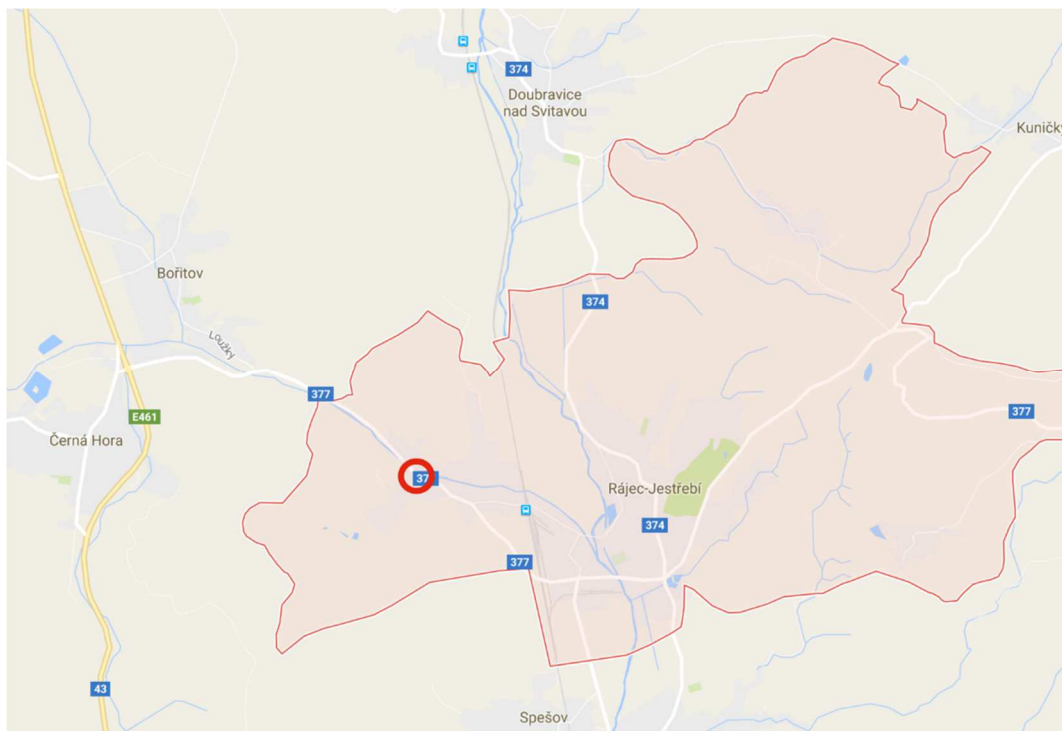 374
Doubravice
nad Svitavou
Kuničky
Bořitov
374
Loužky
377
377
E461
Černá Hora
Rájec-Jestřebí
374
377
43
Spešov